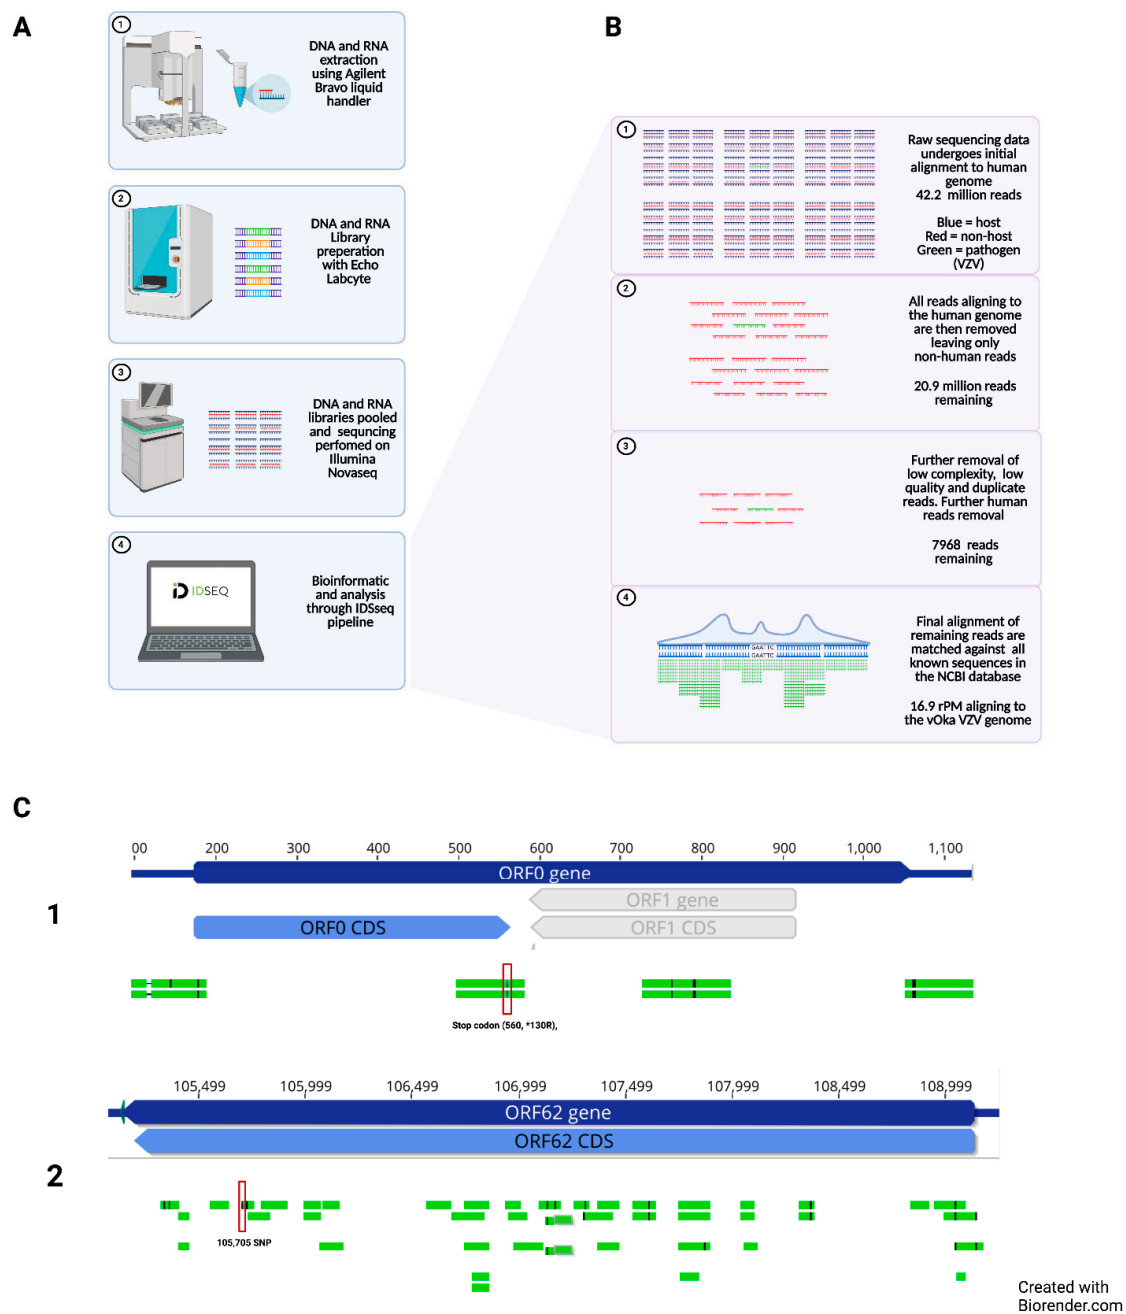 A
1
DNA and RNA
extraction
using Agilent
Bravo liquid
handler
2
DNA and RNA
Library
preperation
with Echo
Labcyte
3
DNA and RNA
libraries pooled
and sequncing
perfomed on
Illumina
Novaseq
4
IDSEQ
Bioinformatic
and analysis
through IDSseq
pipeline
B
1
Raw sequencing data
undergoes initial
alignment to human
genome
42.2 million reads
Blue = host
Red = non-host
Green = pathogen
(VZV)
2
All reads aligning to
the human genome
are then removed
leaving only
non-human reads
20.9 million reads
remaining
3
Further removal of
low complexity, low
quality and duplicate
reads. Further human
reads removal
7968 reads
remaining
4
GAATTC
GAATTC
Final alignment of
remaining reads are
matched against all
known sequences in
the NCBI database
16.9 rPM aligning to
the vOka VZV genome
C
1
00 200 300 400 500 600 700 800 900 1,000 1,100
ORF0 gene
ORF1 gene
ORF0 CDS ORF1 CDS
Stop codon (560, *130R),
2
105,499 105,999 106,499 106,999 107,499 107,999 108,499 108,999
ORF62 gene
ORF62 CDS
105,705 SNP
Created with
Biorender.com